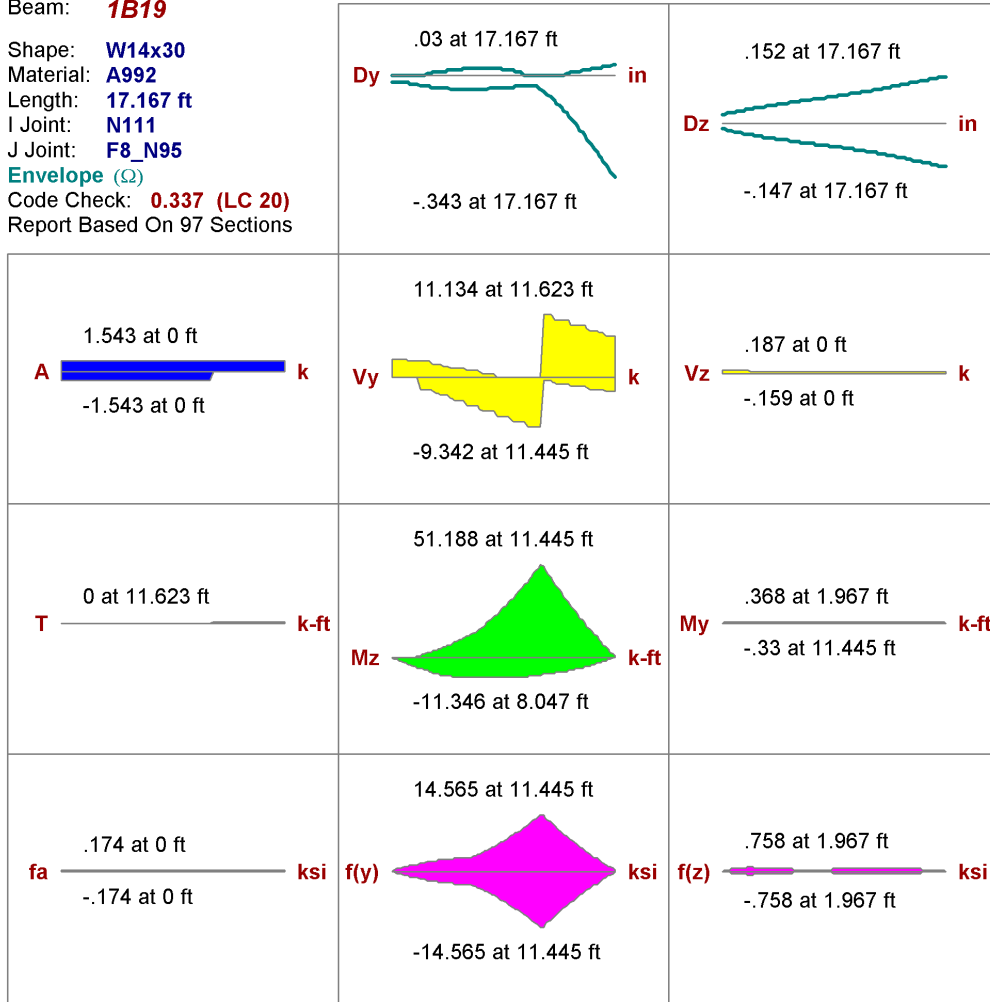 Beam: 1B19
Shape: W14x30
Material: A992
Length: 17.167 ft
I Joint: N111
J Joint: F8_N95
Envelope (Ω)
Code Check: 0.337 (LC 20)
Report Based On 97 Sections
.03 at 17.167 ft
Dy in
-.343 at 17.167 ft
.152 at 17.167 ft
Dz in
-.147 at 17.167 ft
1.543 at 0 ft
A k
-1.543 at 0 ft
11.134 at 11.623 ft
Vy k
-9.342 at 11.445 ft
.187 at 0 ft
Vz k
-.159 at 0 ft
0 at 11.623 ft
T k-ft
51.188 at 11.445 ft
Mz k-ft
-11.346 at 8.047 ft
.368 at 1.967 ft
My k-ft
-.33 at 11.445 ft
.174 at 0 ft
fa ksi
-.174 at 0 ft
14.565 at 11.445 ft
f(y) ksi
-14.565 at 11.445 ft
.758 at 1.967 ft
f(z) ksi
-.758 at 1.967 ft